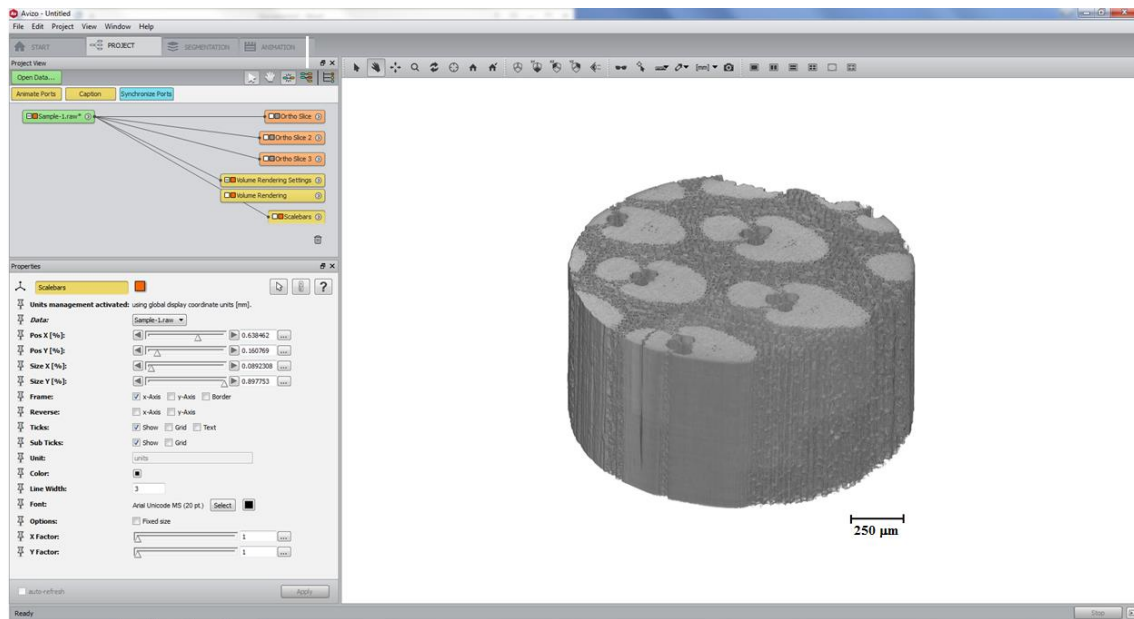 Avizo - Untitled
File Edit Project View Window Help
START PROJECT SEGMENTATION ANIMATION
Project View
Open Data...
[mm]
Animate Ports Caption Synchronize Ports
Sample-1.raw* Ortho Slice
Ortho Slice 2
Ortho Slice 3
Volume Rendering Settings
Volume Rendering
Scalebars
Properties
Scalebars ?
Units management activated: using global display coordinate units [mm].
Data: Sample-1.raw
Pos X [%]: 0.638462 ...
Pos Y [%]: 0.160769 ...
Size X [%]: 0.0892308 ...
Size Y [%]: 0.897753 ...
Frame: x-Axis y-Axis Border
Reverse: x-Axis y-Axis
Ticks: Show Grid Text
Sub Ticks: Show Grid
Unit: units
Color:
Line Width: 3
Font: Arial Unicode MS (20 pt.) Select
Options: Fixed size
X Factor: 1 ...
Y Factor: 1 ...
250 µm
auto-refresh Apply
Ready Stop